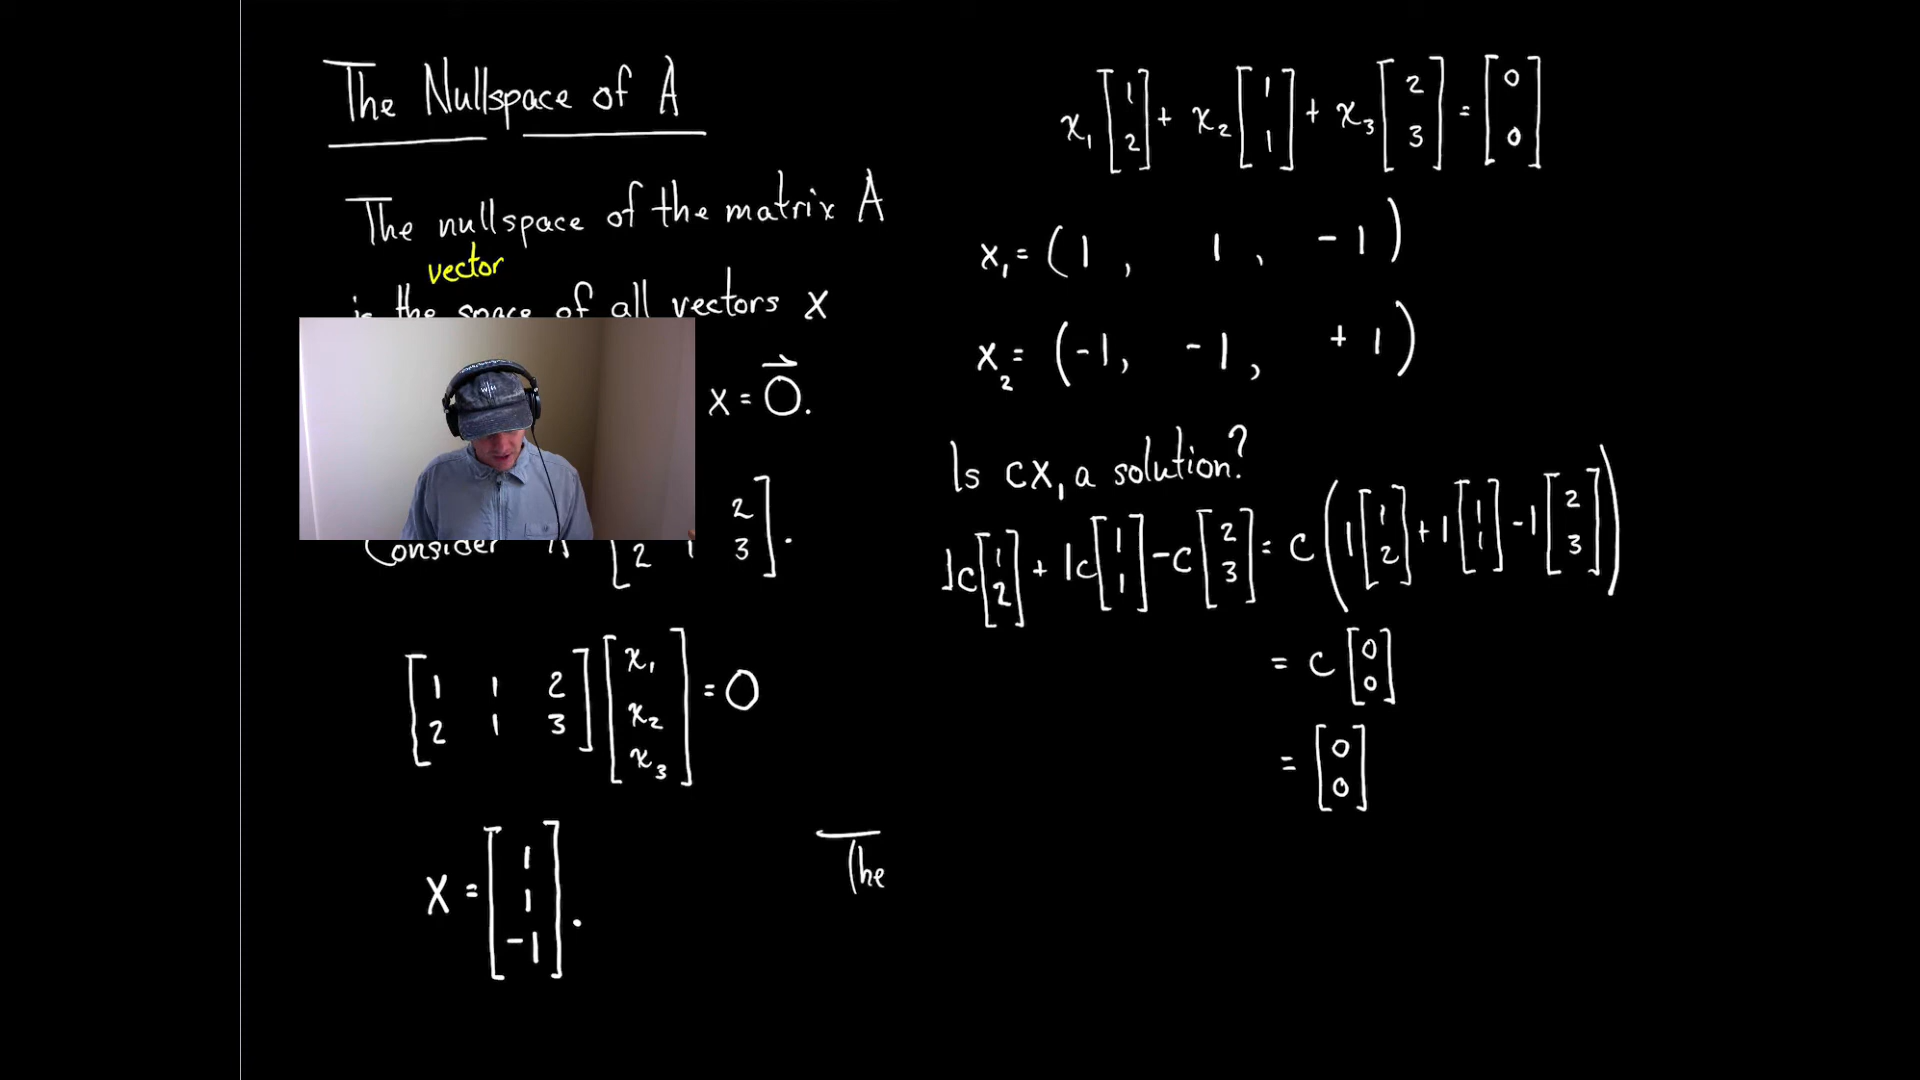 The Nullspace of A
The nullspace of the matrix A
vector
is the space of all vectors x
x = 0⃗.
Consider
[ 2 ; 2 1 3 ].
[ 1 1 2 ; 2 1 3 ] [ x₁ ; x₂ ; x₃ ] = 0
X = [ 1 ; 1 ; -1 ].
The
x₁ [ 1 ; 2 ] + x₂ [ 1 ; 1 ] + x₃ [ 2 ; 3 ] = [ 0 ; 0 ]
x₁ = ( 1 , 1 , - 1 )
x₂ = ( -1, - 1 , + 1 )
Is cx₁ a solution?
1c [ 1 ; 2 ] + 1c [ 1 ; 1 ] - c [ 2 ; 3 ] = c ( 1 [ 1 ; 2 ] + 1 [ 1 ; 1 ] - 1 [ 2 ; 3 ] )
= c [ 0 ; 0 ]
= [ 0 ; 0 ]